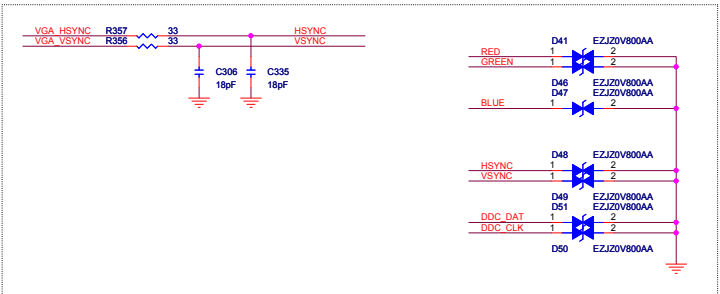 VGA_HSYNC R357 33 HSYNC
VGA_VSYNC R356 33 VSYNC
C306 C335
18pF 18pF
D41 EZJZ0V800AA
RED 1 2
GREEN 1 2
D46 EZJZ0V800AA
D47 EZJZ0V800AA
BLUE 1 2
D48 EZJZ0V800AA
HSYNC 1 2
VSYNC 1 2
D49 EZJZ0V800AA
D51 EZJZ0V800AA
DDC_DAT 1 2
DDC_CLK 1 2
D50 EZJZ0V800AA